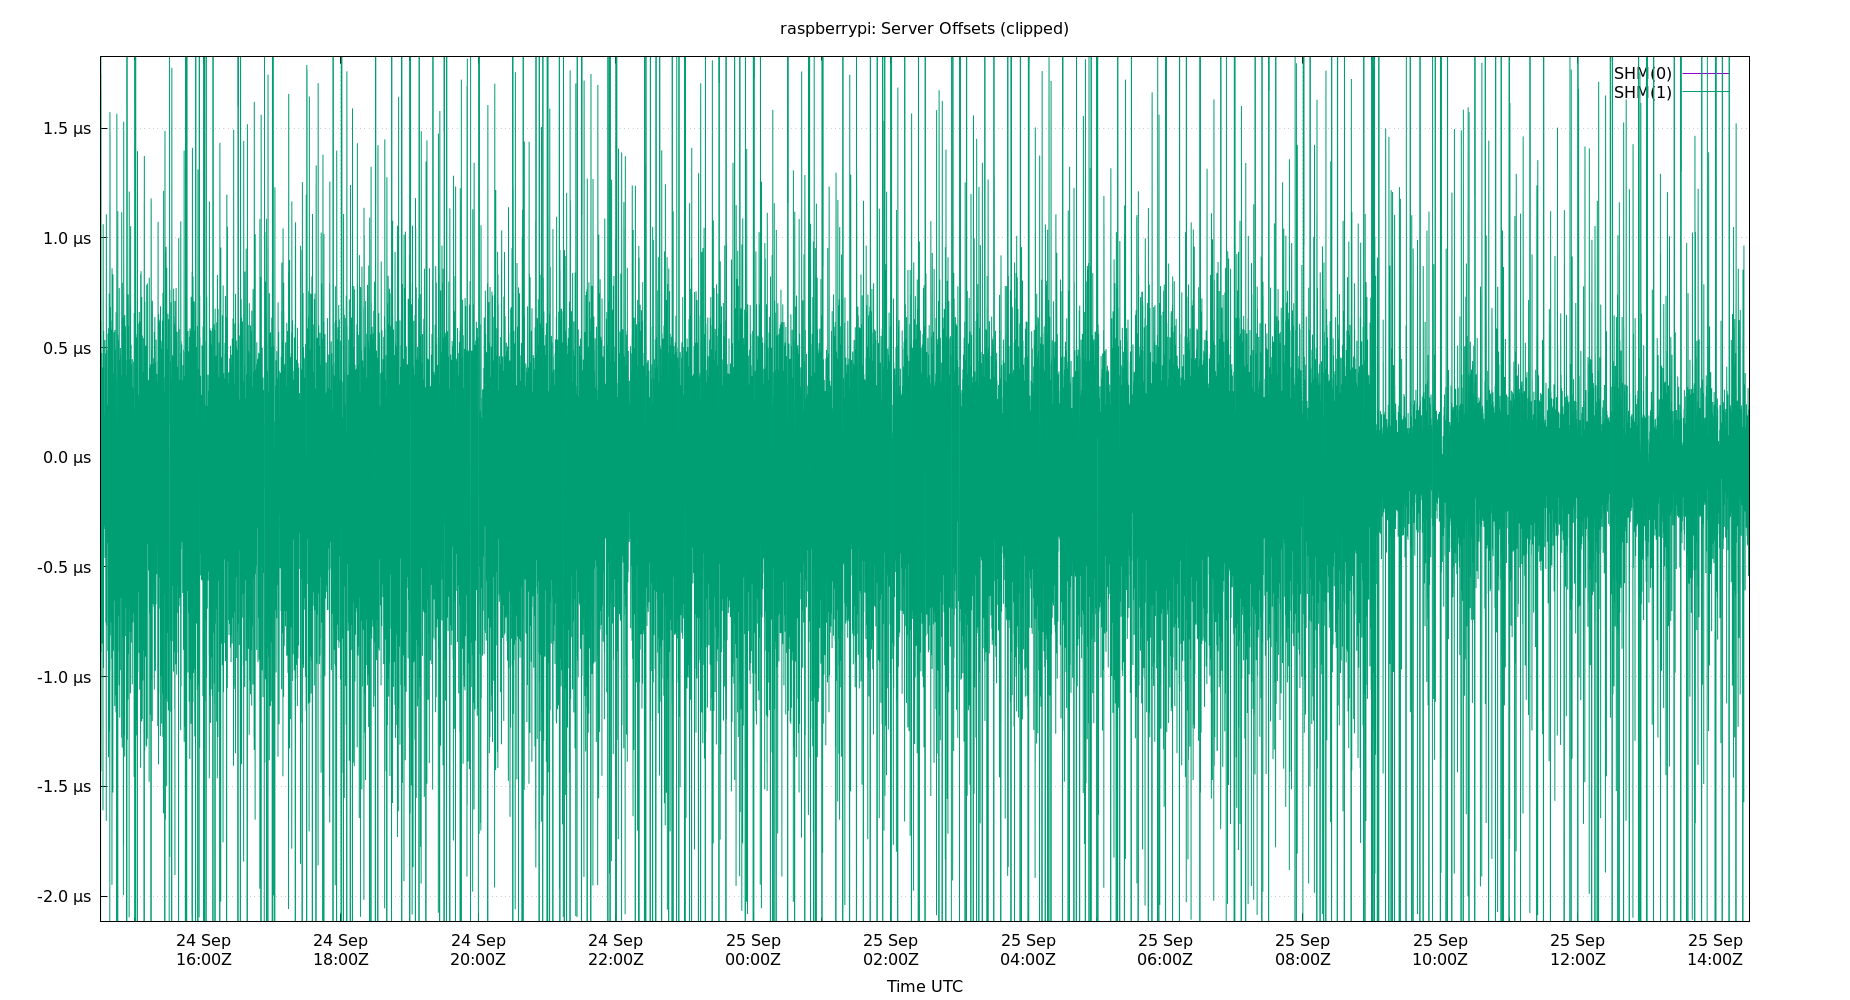 raspberrypi: Server Offsets (clipped)
SHM(0)
SHM(1)
1.5 µs
1.0 µs
0.5 µs
0.0 µs
-0.5 µs
-1.0 µs
-1.5 µs
-2.0 µs
24 Sep 24 Sep 24 Sep 24 Sep 25 Sep 25 Sep 25 Sep 25 Sep 25 Sep 25 Sep 25 Sep 25 Sep
16:00Z 18:00Z 20:00Z 22:00Z 00:00Z 02:00Z 04:00Z 06:00Z 08:00Z 10:00Z 12:00Z 14:00Z
Time UTC